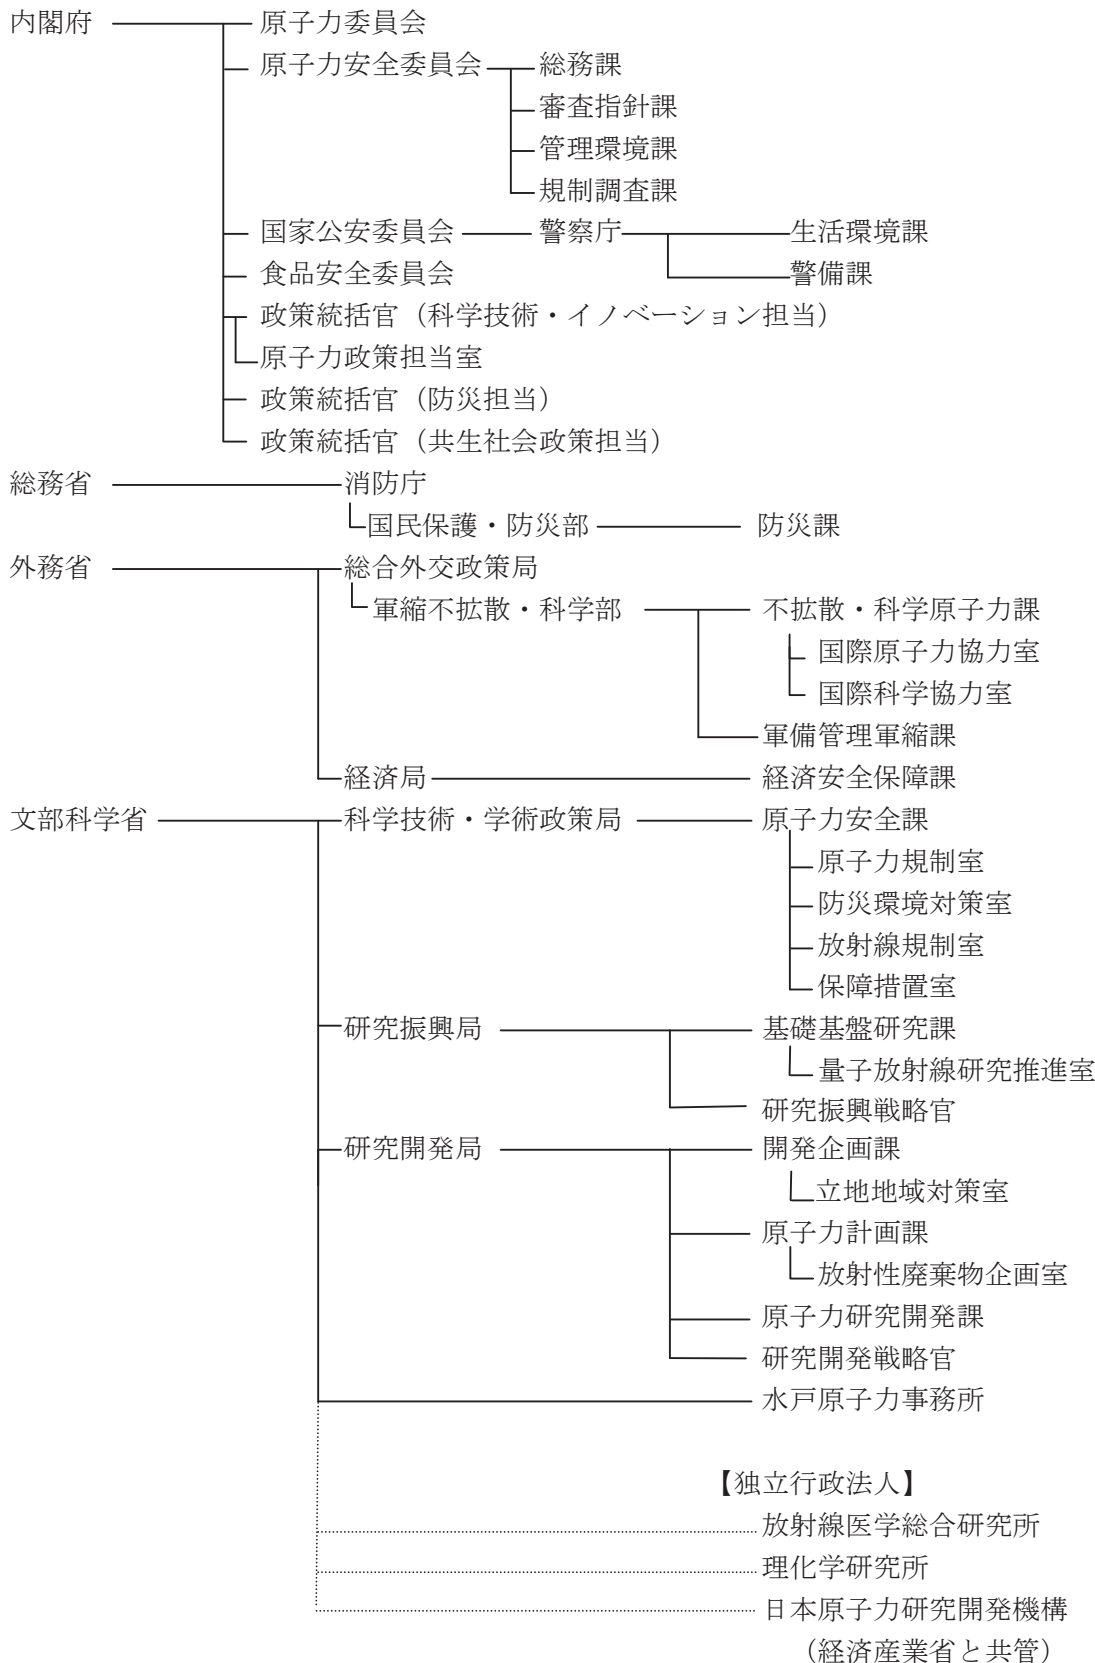 内閣府 原子力委員会
原子力安全委員会 総務課
審査指針課
管理環境課
規制調査課
国家公安委員会 警察庁 生活環境課
食品安全委員会 警備課
政策統括官（科学技術・イノベーション担当）
原子力政策担当室
政策統括官（防災担当）
政策統括官（共生社会政策担当）
総務省 消防庁
国民保護・防災部 防災課
外務省 総合外交政策局
軍縮不拡散・科学部 不拡散・科学原子力課
国際原子力協力室
国際科学協力室
軍備管理軍縮課
経済局 経済安全保障課
文部科学省 科学技術・学術政策局 原子力安全課
原子力規制室
防災環境対策室
放射線規制室
保障措置室
研究振興局 基礎基盤研究課
量子放射線研究推進室
研究振興戦略官
研究開発局 開発企画課
立地地域対策室
原子力計画課
放射性廃棄物企画室
原子力研究開発課
研究開発戦略官
水戸原子力事務所
【独立行政法人】
放射線医学総合研究所
理化学研究所
日本原子力研究開発機構
（経済産業省と共管）